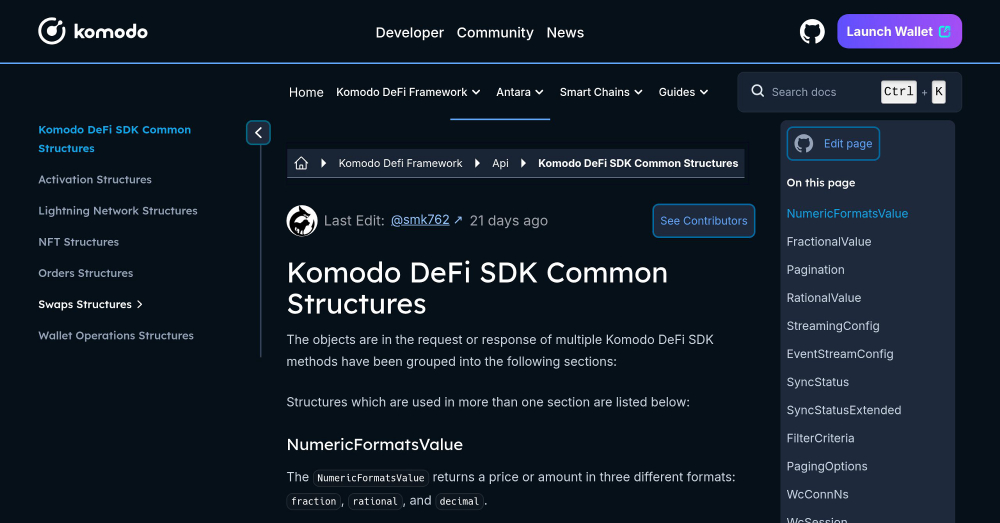 komodo
Developer Community News
Launch Wallet
Home Komodo DeFi Framework Antara Smart Chains Guides
Search docs Ctrl + K
Komodo DeFi SDK Common
Structures
Activation Structures
Lightning Network Structures
NFT Structures
Orders Structures
Swaps Structures
Wallet Operations Structures
Komodo Defi Framework Api Komodo DeFi SDK Common Structures
Last Edit: @smk762 ↗ 21 days ago
See Contributors
Komodo DeFi SDK Common
Structures
The objects are in the request or response of multiple Komodo DeFi SDK
methods have been grouped into the following sections:
Structures which are used in more than one section are listed below:
NumericFormatsValue
The NumericFormatsValue returns a price or amount in three different formats:
fraction, rational, and decimal.
Edit page
On this page
NumericFormatsValue
FractionalValue
Pagination
RationalValue
StreamingConfig
EventStreamConfig
SyncStatus
SyncStatusExtended
FilterCriteria
PagingOptions
WcConnNs
WcSession